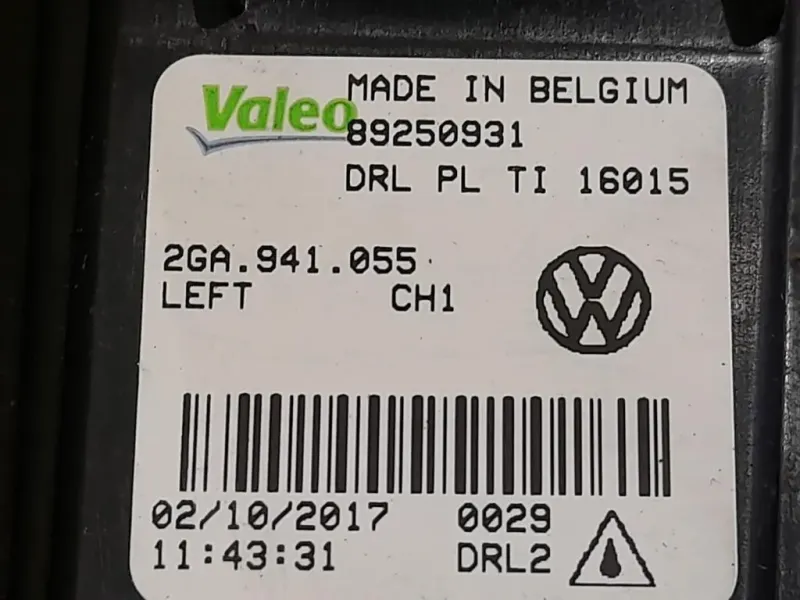 Valeo MADE IN BELGIUM
89250931
DRL PL TI 16015
2GA.941.055
LEFT CH1
02/10/2017 0029
11:43:31 DRL2